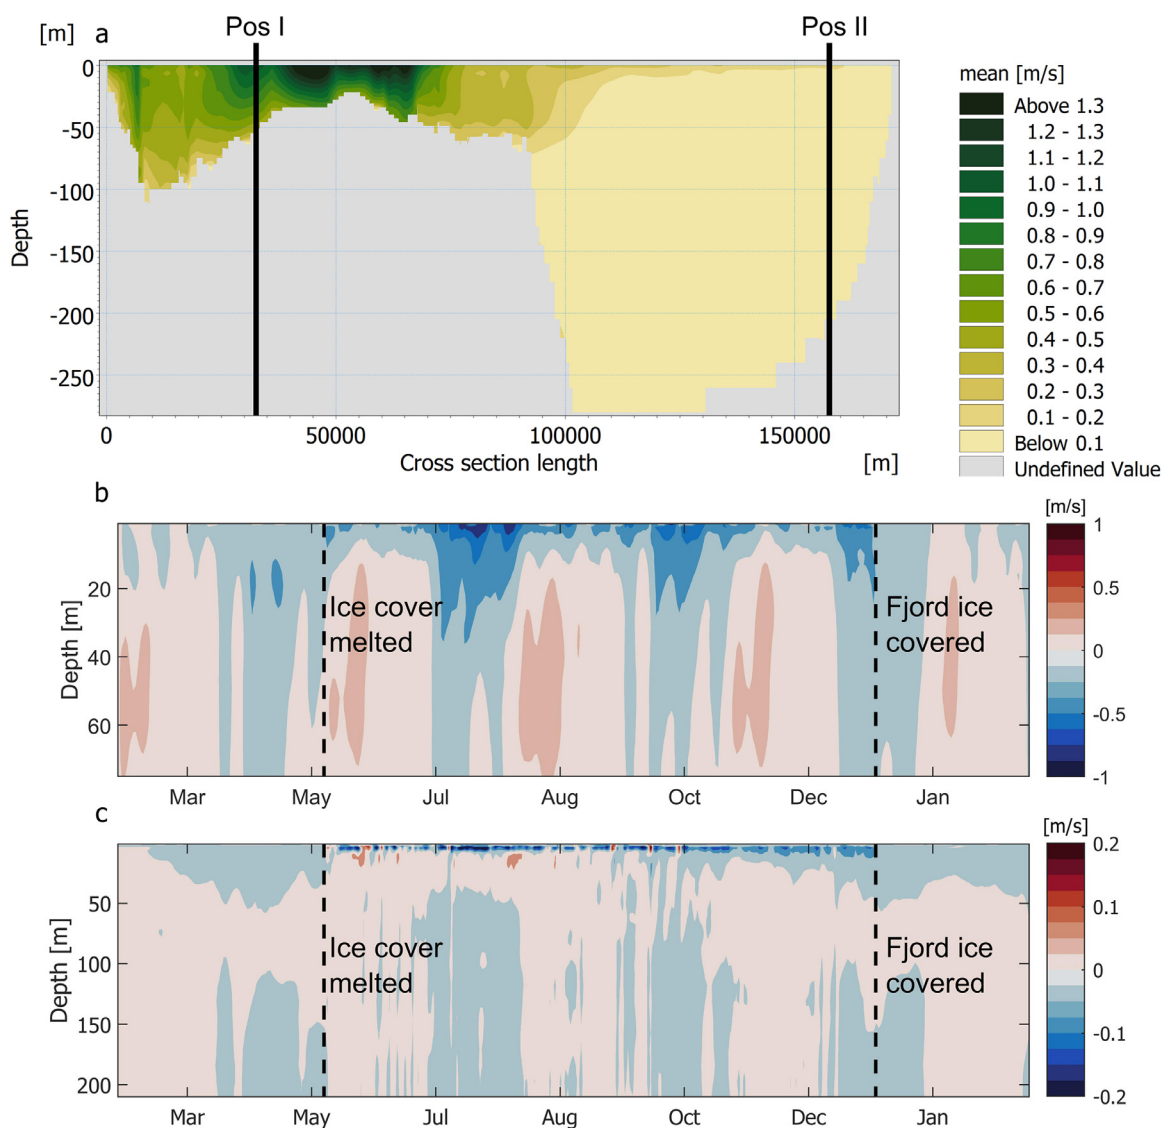 Pos I
Pos II
[m]
a
0
-50
-100
-150
-200
-250
Depth
0
50000
100000
150000
Cross section length
[m]
mean [m/s]
Above 1.3
1.2 - 1.3
1.1 - 1.2
1.0 - 1.1
0.9 - 1.0
0.8 - 0.9
0.7 - 0.8
0.6 - 0.7
0.5 - 0.6
0.4 - 0.5
0.3 - 0.4
0.2 - 0.3
0.1 - 0.2
Below 0.1
Undefined Value
b
[m/s]
Depth [m]
20
40
60
Ice cover
melted
Fjord ice
covered
1
0.5
0
-0.5
-1
Mar
May
Jul
Aug
Oct
Dec
Jan
c
[m/s]
Depth [m]
50
100
150
200
Ice cover
melted
Fjord ice
covered
0.2
0.1
0
-0.1
-0.2
Mar
May
Jul
Aug
Oct
Dec
Jan